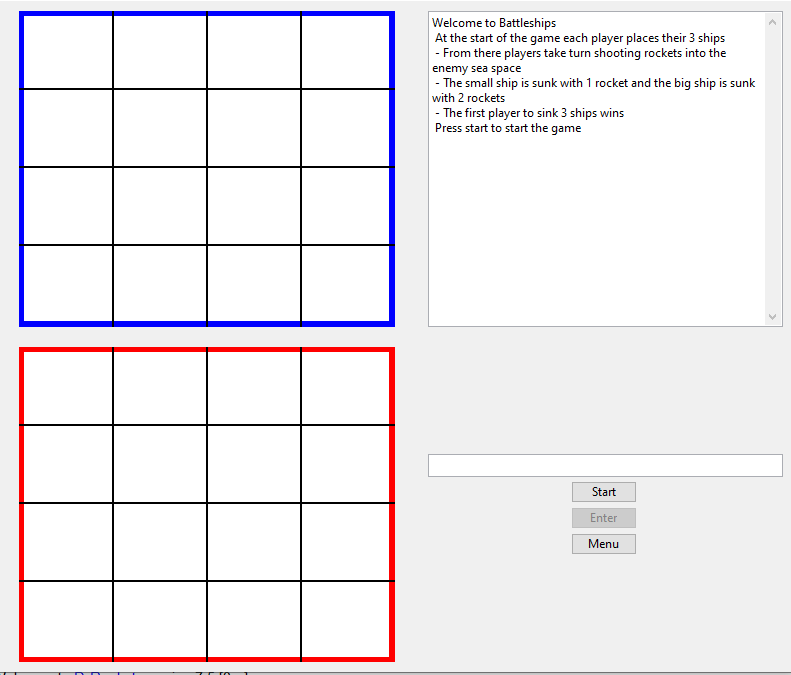 Welcome to Battleships
At the start of the game each player places their 3 ships
- From there players take turn shooting rockets into the
enemy sea space
- The small ship is sunk with 1 rocket and the big ship is sunk
with 2 rockets
- The first player to sink 3 ships wins
Press start to start the game
Start
Enter
Menu